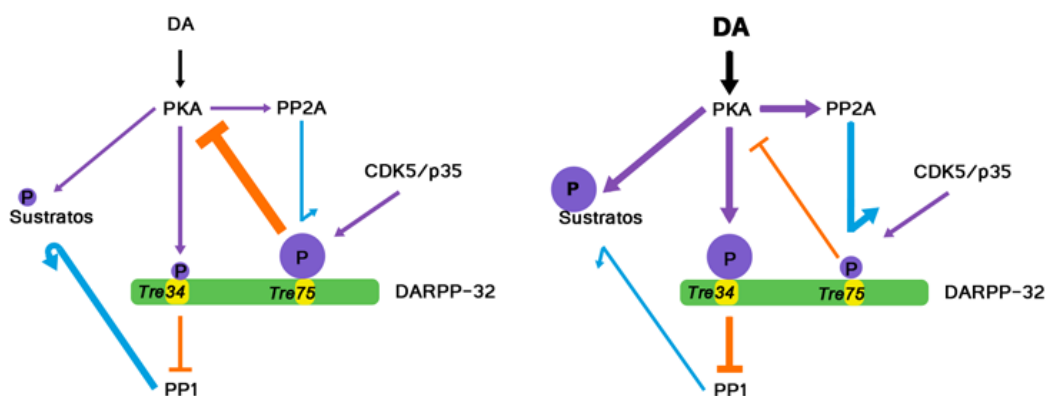 DA
PKA
PP2A
CDK5/p35
P
Sustratos
P
P
Tre34
Tre75
DARPP-32
PP1
DA
PKA
PP2A
CDK5/p35
P
Sustratos
P
P
Tre34
Tre75
DARPP-32
PP1